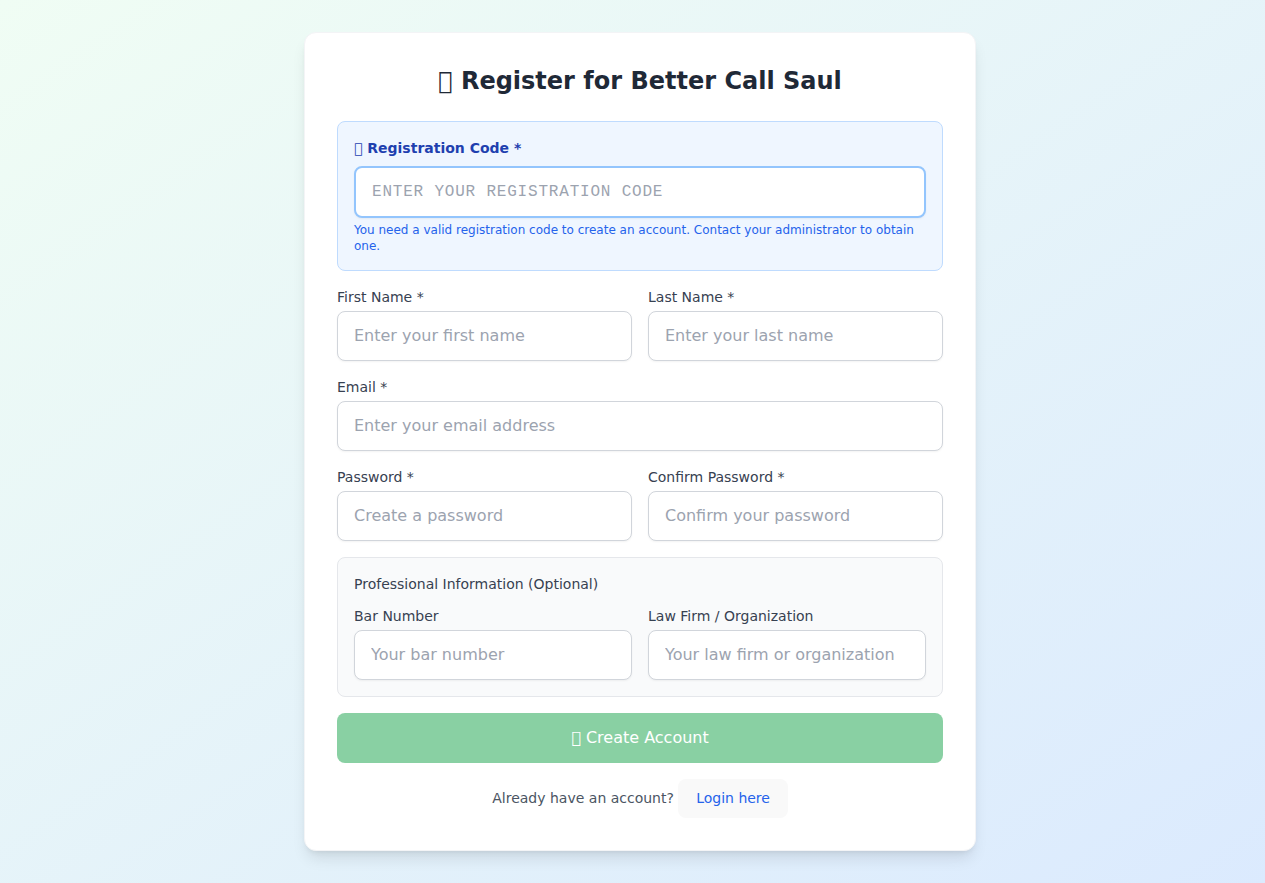 Register for Better Call Saul
Registration Code *
ENTER YOUR REGISTRATION CODE
You need a valid registration code to create an account. Contact your administrator to obtain
one.
First Name * Last Name *
Enter your first name Enter your last name
Email *
Enter your email address
Password * Confirm Password *
Create a password Confirm your password
Professional Information (Optional)
Bar Number Law Firm / Organization
Your bar number Your law firm or organization
Create Account
Already have an account? Login here